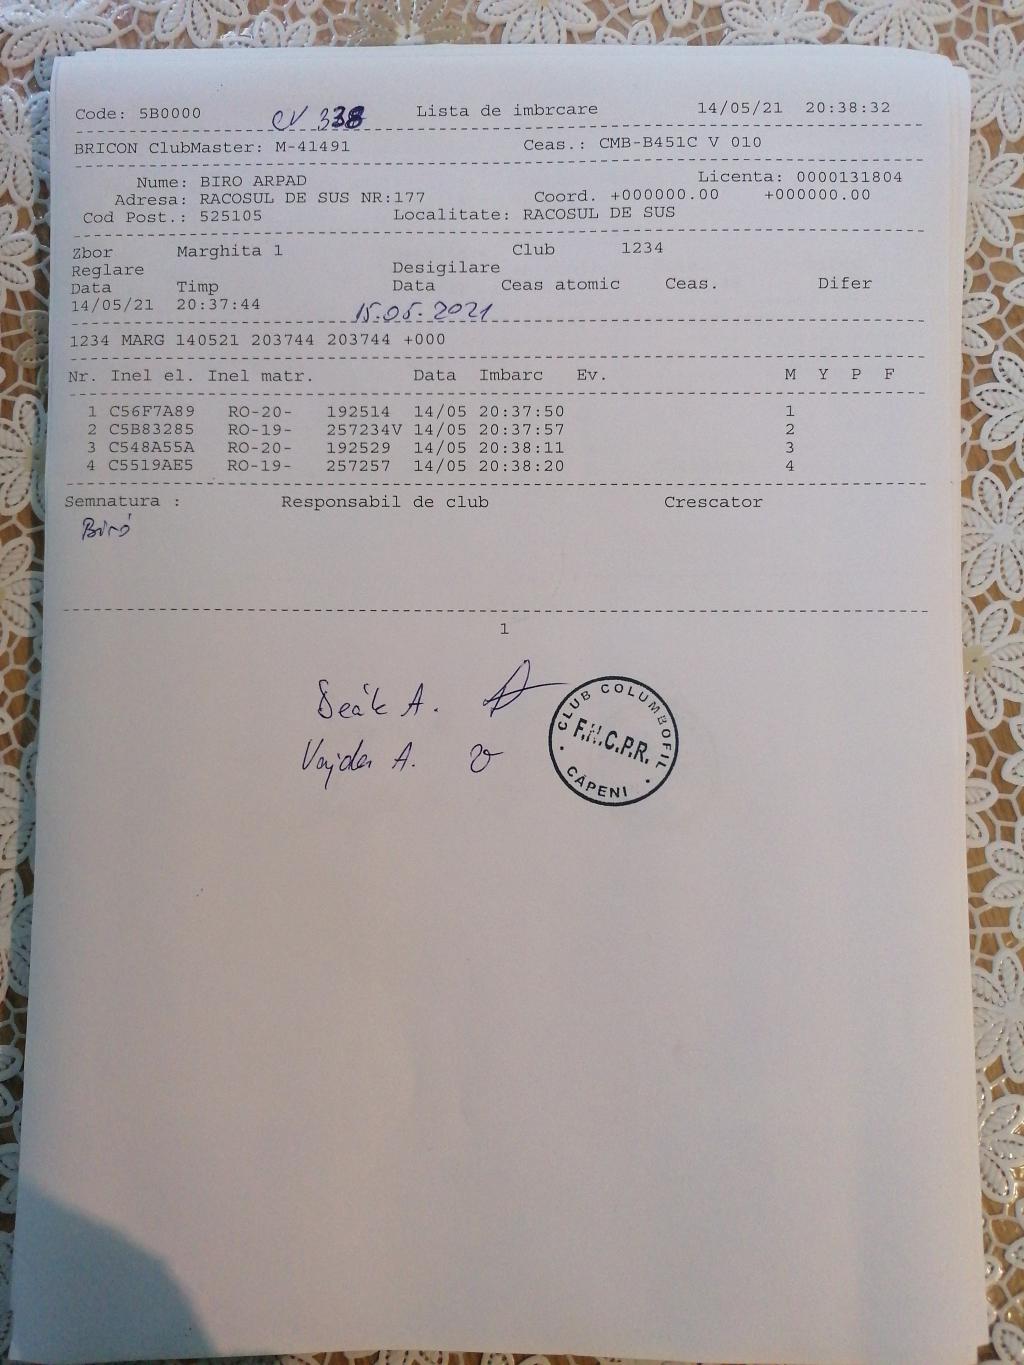 Code: 5B0000 CV 338 Lista de imbrcare 14/05/21 20:38:32
BRICON ClubMaster: M-41491 Ceas.: CMB-B451C V 010
Nume: BIRO ARPAD Licenta: 0000131804
Adresa: RACOSUL DE SUS NR:177 Coord. +000000.00 +000000.00
Cod Post.: 525105 Localitate: RACOSUL DE SUS
Zbor Marghita 1 Club 1234
Reglare Desigilare
Data Timp Data Ceas atomic Ceas. Difer
14/05/21 20:37:44 15.05.2021
1234 MARG 140521 203744 203744 +000
Nr. Inel el. Inel matr. Data Imbarc Ev. M Y P F
1 C56F7A89 RO-20- 192514 14/05 20:37:50 1
2 C5B83285 RO-19- 257234V 14/05 20:37:57 2
3 C548A55A RO-20- 192529 14/05 20:38:11 3
4 C5519AE5 RO-19- 257257 14/05 20:38:20 4
Semnatura : Responsabil de club Crescator
Biró
1
Deák A.
Vajda A.
CLUB COLUMBOFIL
F.N.C.P.R.
CĂPENI